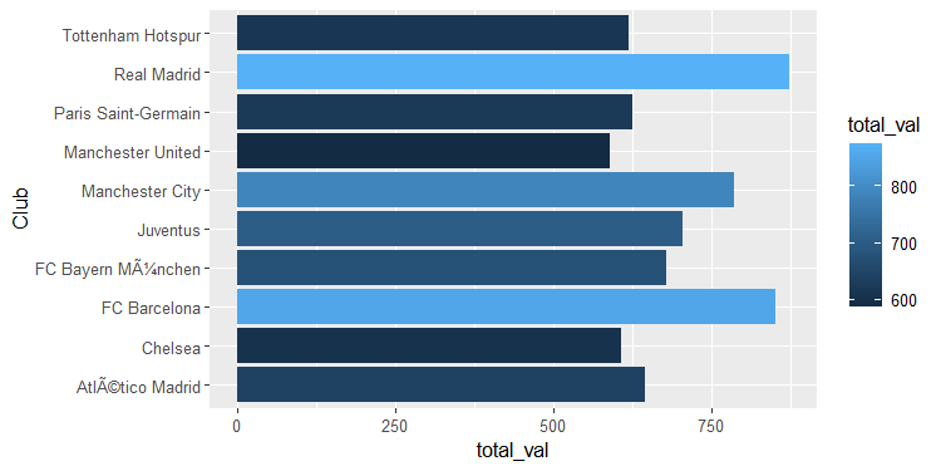 Tottenham Hotspur
Real Madrid
Paris Saint-Germain
Manchester United
Manchester City
Juventus
FC Bayern MÃ¼nchen
FC Barcelona
Chelsea
AtlÃ©tico Madrid
Club
0 250 500 750
total_val
total_val
800
700
600